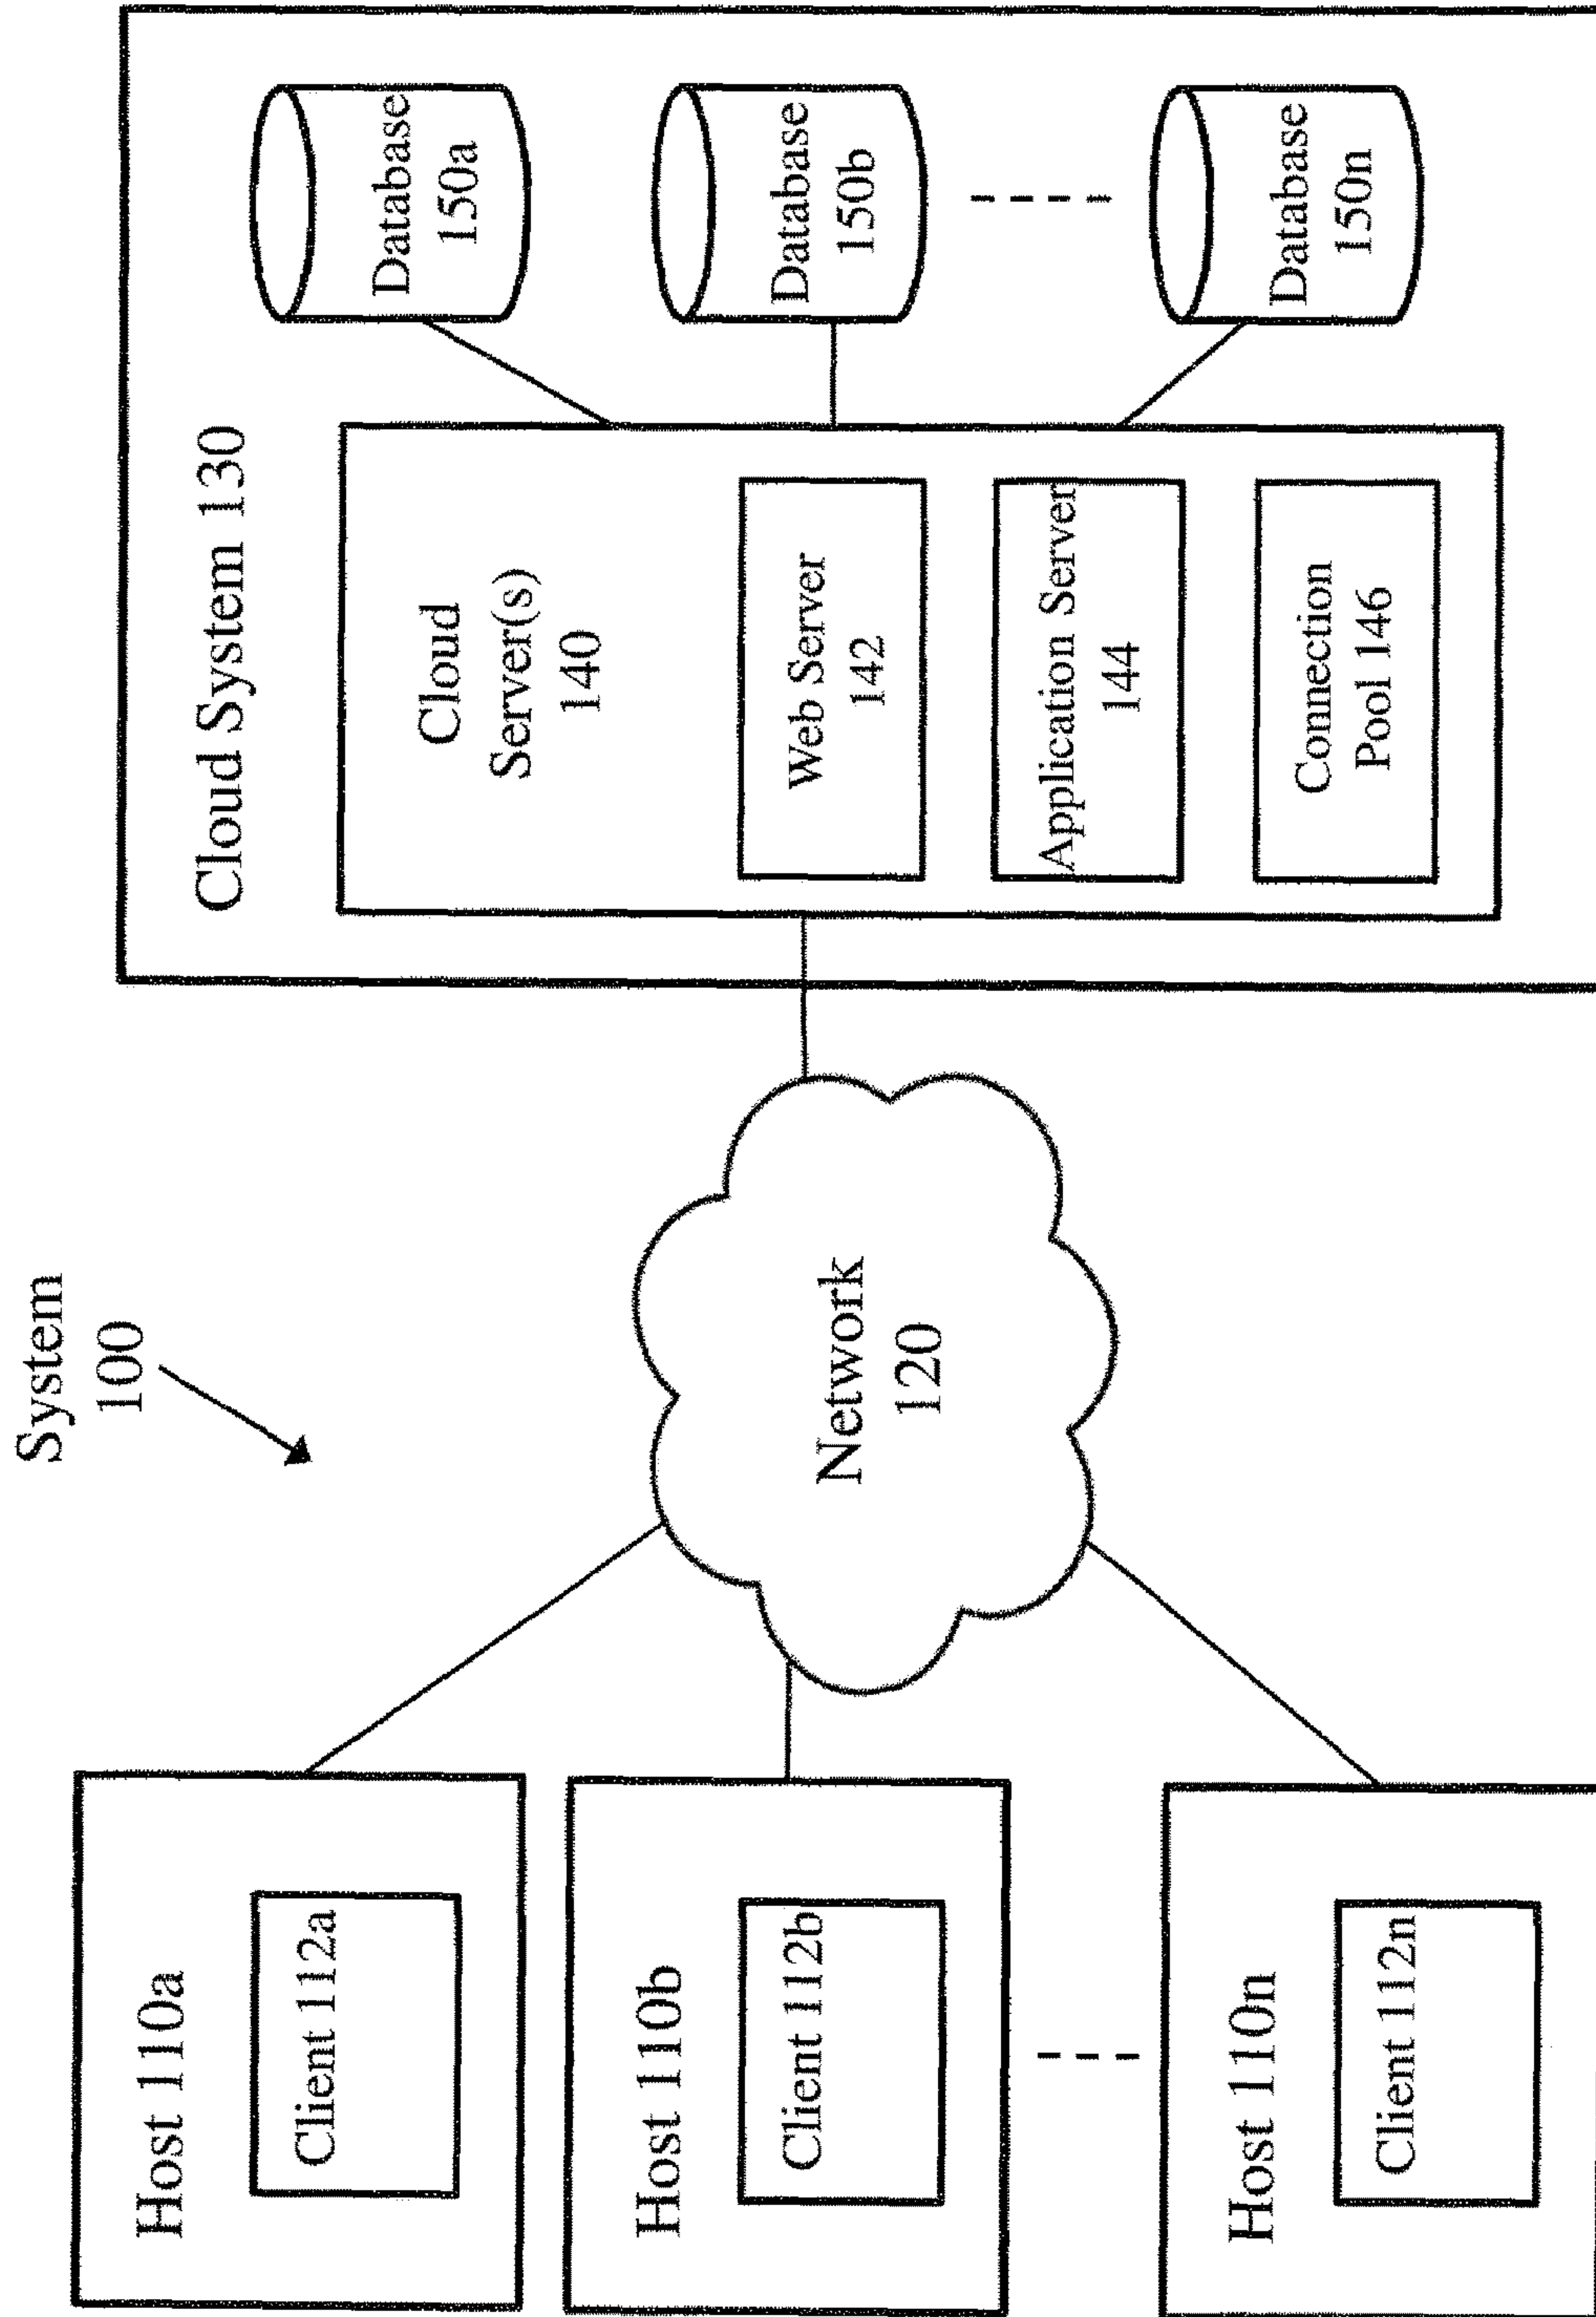 System
100
Host 110a
Client 112a
Host 110b
Client 112b
Host 110n
Client 112n
Network
120
Cloud System 130
Cloud
Server(s)
140
Web Server
142
Application Server
144
Connection
Pool 146
Database
150a
Database
150b
Database
150n